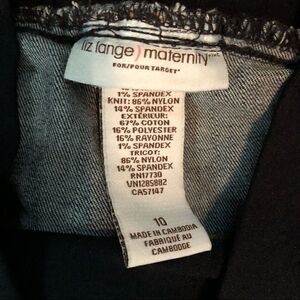 liz lange) maternity
FOR/POUR TARGET
1% SPANDEX
KNIT: 86% NYLON
14% SPANDEX
EXTÉRIEUR:
67% COTON
16% POLYESTER
16% RAYONNE
1% SPANDEX
TRICOT:
86% NYLON
14% SPANDEX
RN17730
VN1285882
CA57147
10
MADE IN CAMBODIA
FABRIQUÉ AU
CAMBODGE